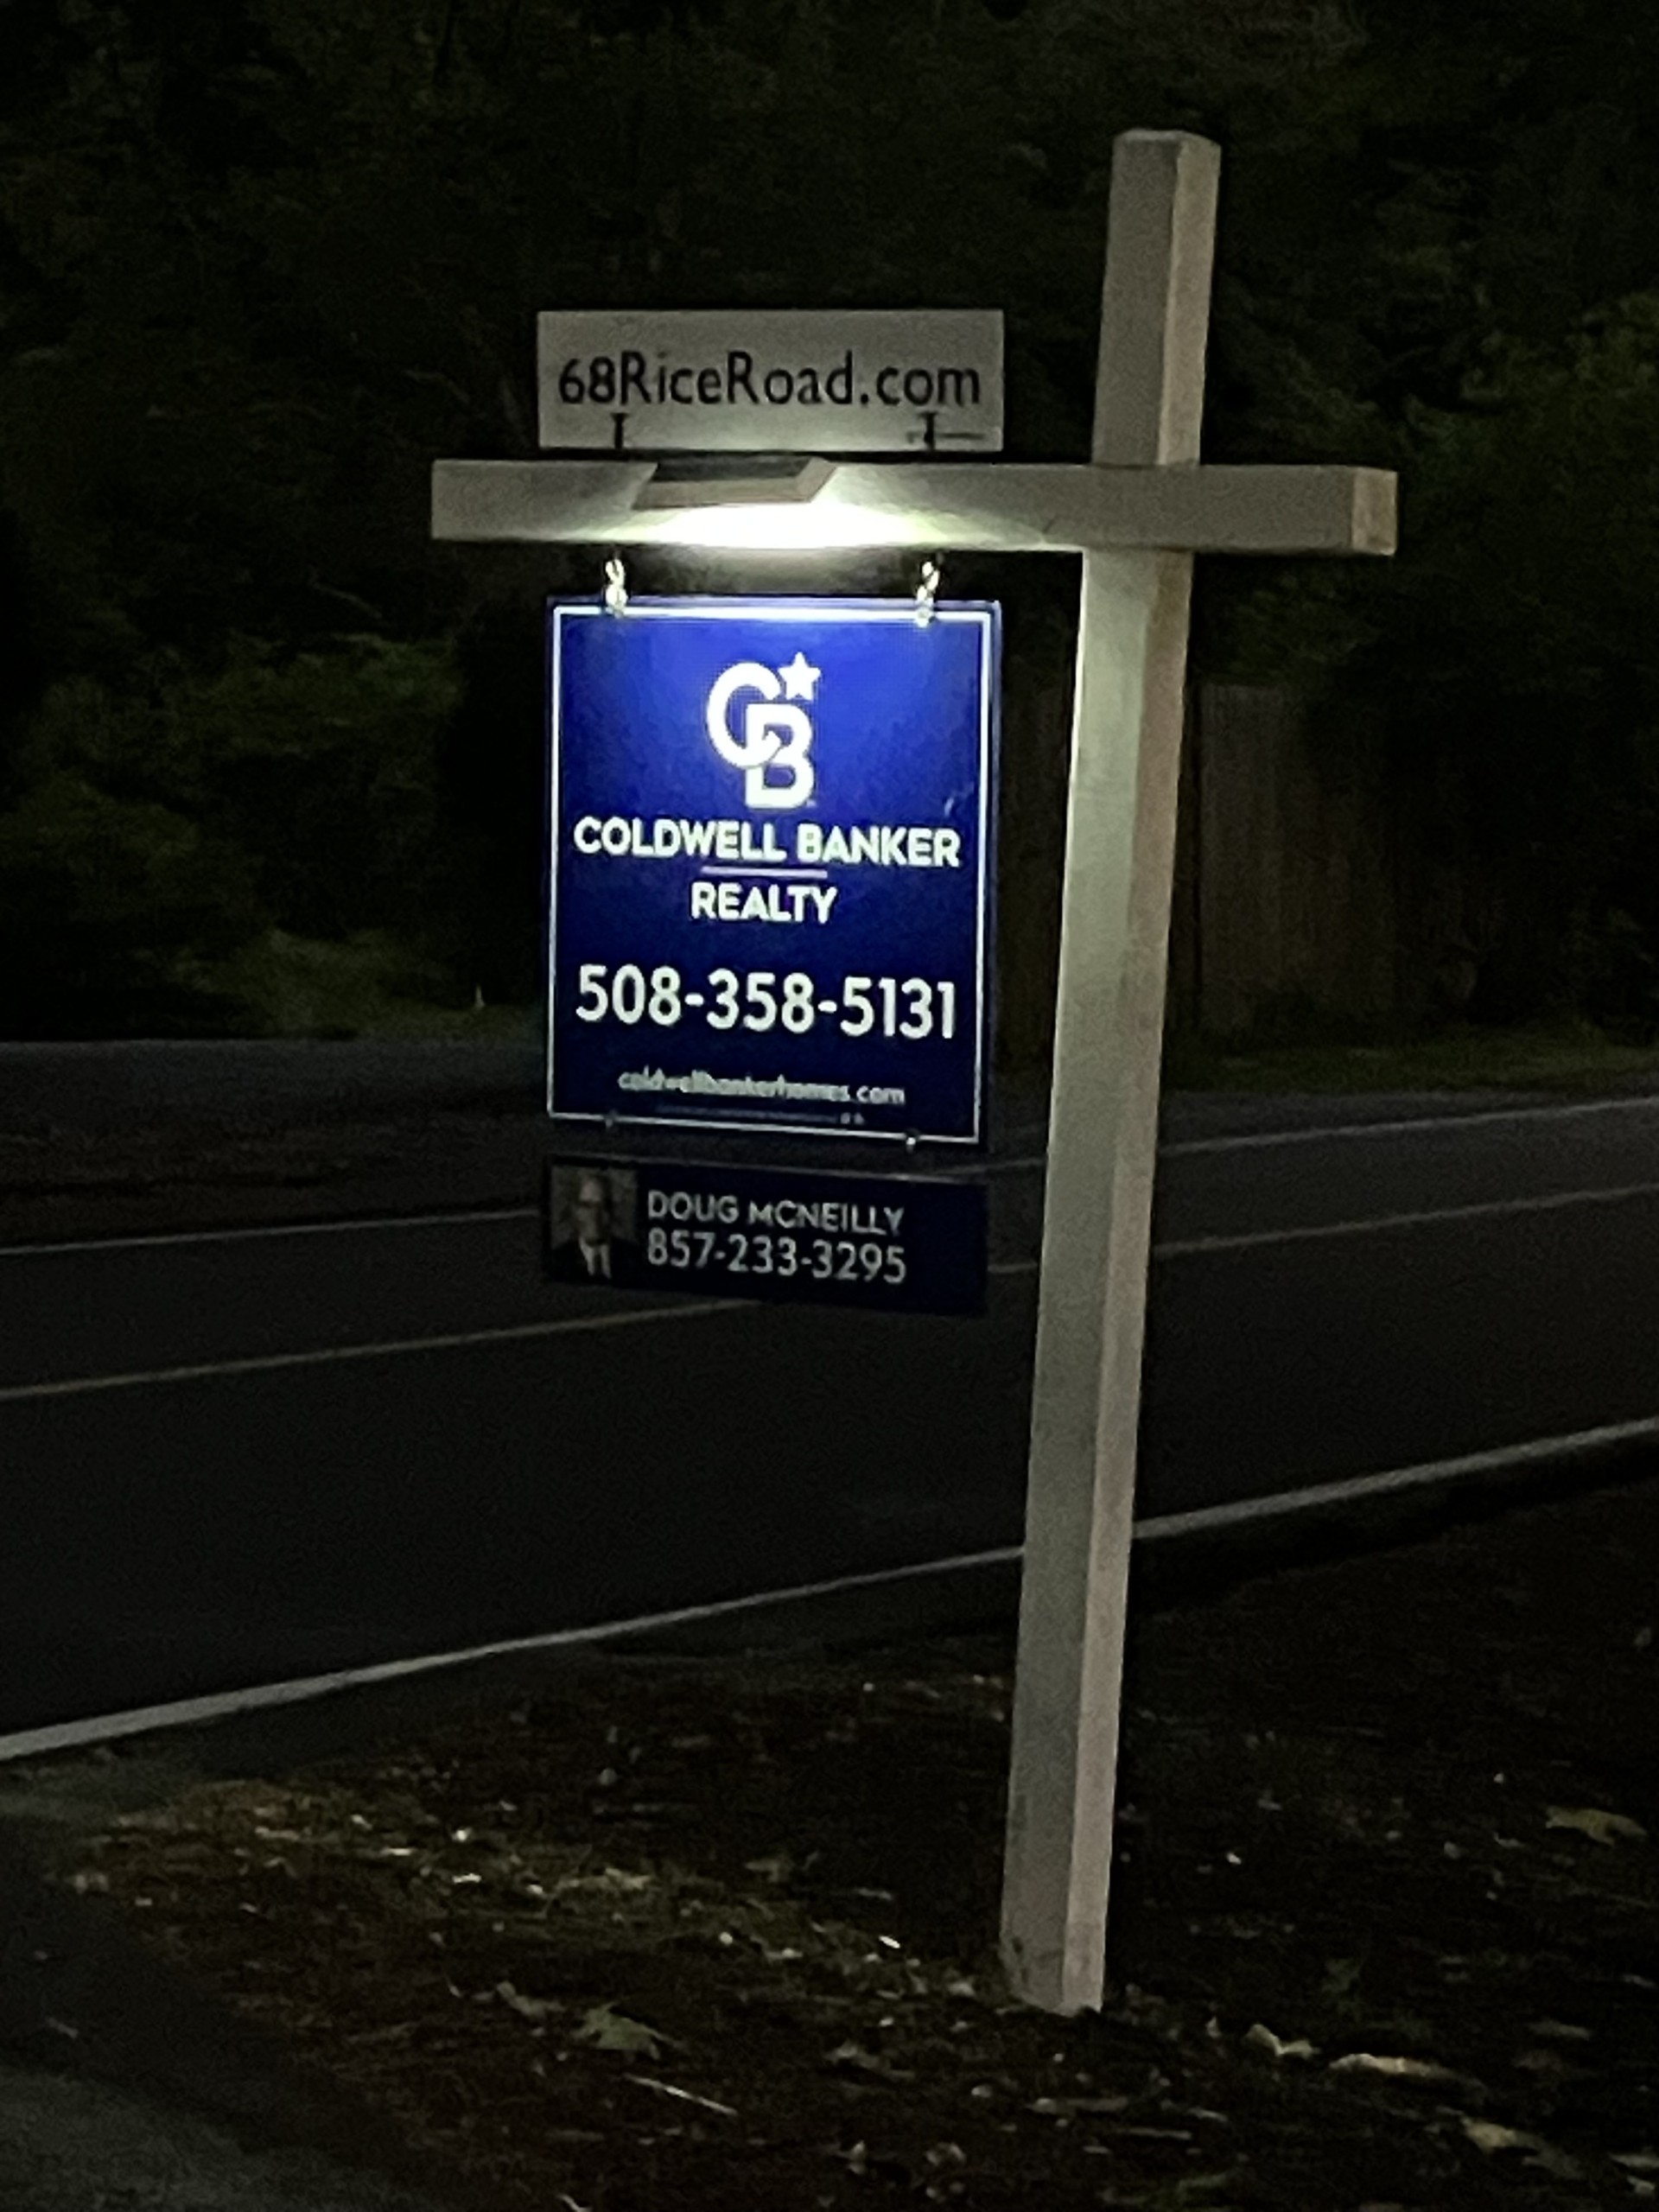 68RiceRoad.com
CB
COLDWELL BANKER
REALTY
508-358-5131
coldwellbankerhomes.com
DOUG MCNEILLY
857-233-3295